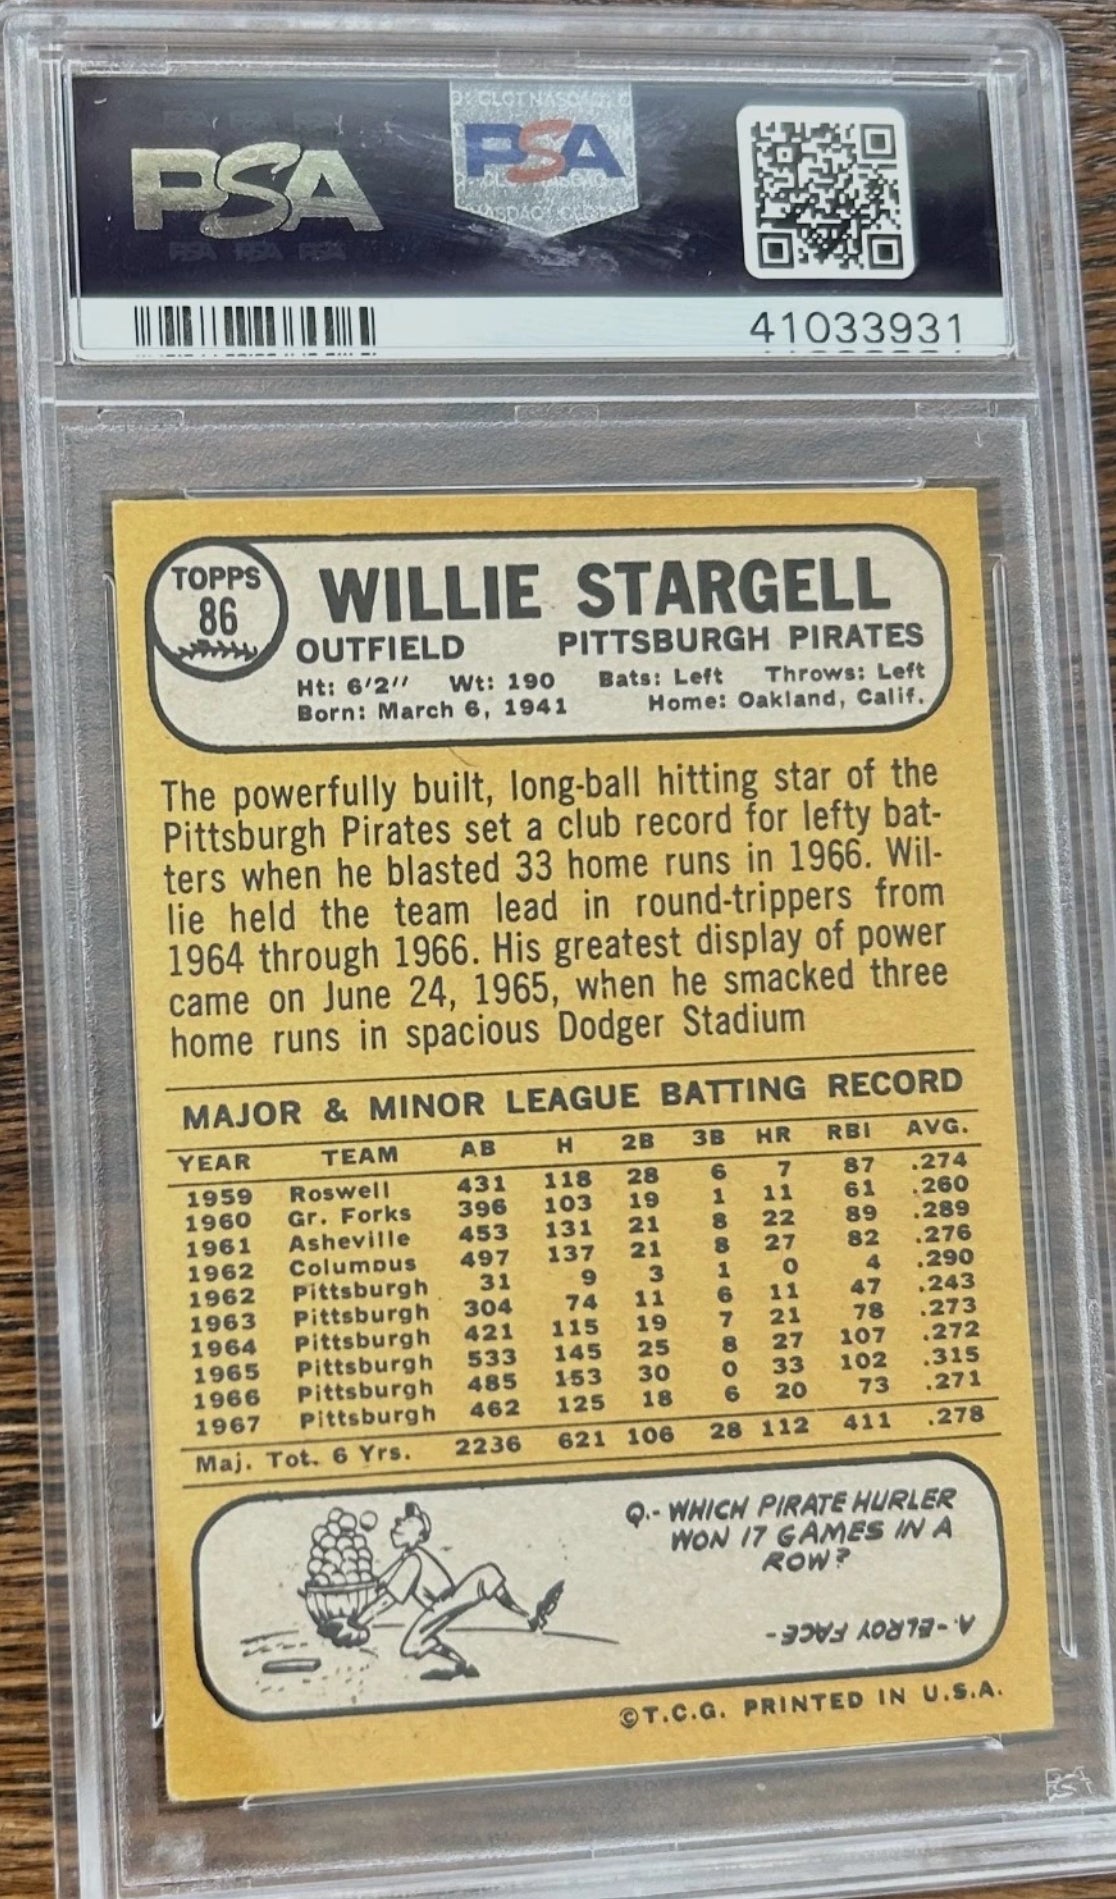 PSA
PSA
41033931
TOPPS
86
WILLIE STARGELL
OUTFIELD PITTSBURGH PIRATES
Ht: 6'2" Wt: 190 Bats: Left Throws: Left
Born: March 6, 1941 Home: Oakland, Calif.
The powerfully built, long-ball hitting star of the
Pittsburgh Pirates set a club record for lefty bat-
ters when he blasted 33 home runs in 1966. Wil-
lie held the team lead in round-trippers from
1964 through 1966. His greatest display of power
came on June 24, 1965, when he smacked three
home runs in spacious Dodger Stadium
MAJOR & MINOR LEAGUE BATTING RECORD
YEAR TEAM AB H 2B 3B HR RBI AVG.
1959 Roswell 431 118 28 6 7 87 .274
1960 Gr. Forks 396 103 19 1 11 61 .260
1961 Asheville 453 131 21 8 22 89 .289
1962 Columbus 497 137 21 8 27 82 .276
1962 Pittsburgh 31 9 3 1 0 4 .290
1963 Pittsburgh 304 74 11 6 11 47 .243
1964 Pittsburgh 421 115 19 7 21 78 .273
1965 Pittsburgh 533 145 25 8 27 107 .272
1966 Pittsburgh 485 153 30 0 33 102 .315
1967 Pittsburgh 462 125 18 6 20 73 .271
Maj. Tot. 6 Yrs. 2236 621 106 28 112 411 .278
Q.- WHICH PIRATE HURLER
WON 17 GAMES IN A
ROW?
A.- ELROY FACE-
©T.C.G. PRINTED IN U.S.A.
PSA